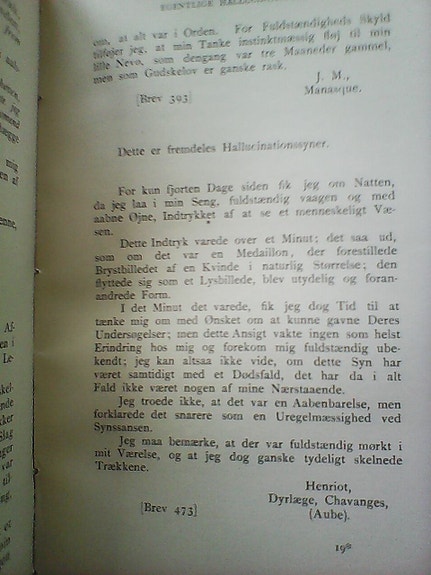 EGENTLIGE
om, at alt var i Orden. For Fuldstændigheds Skyld
tilføjer jeg, at min Tanke instinktmæssig fløj til min
lille Nevø, som dengang var tre Maaneder gammel,
men som Gudskelov er ganske rask.
J. M.,
Manasque.
[Brev 393]
Dette er fremdeles Hallucinationssyner.
For kun fjorten Dage siden fik jeg om Natten,
da jeg laa i min Seng, fuldstændig vaagen og med
aabne Øjne, Indtrykket af at se et menneskeligt Væ-
sen.
Dette Indtryk varede over et Minut; det saa ud,
som om det var en Medaillon, der forestillede
Brystbilledet af en Kvinde i naturlig Størrelse; den
flyttede sig som et Lysbillede, blev utydelig og foran-
andrede Form.
I det Minut det varede, fik jeg dog Tid til at
tænke mig om med Ønsket om at kunne gavne Deres
Undersøgelser; men dette Ansigt vakte ingen som helst
Erindring hos mig og forekom mig fuldstændig ube-
kendt; jeg kan altsaa ikke vide, om dette Syn har
været samtidigt med et Dødsfald, det har da i alt
Fald ikke været nogen af mine Nærstaaende.
Jeg troede ikke, at det var en Aabenbarelse, men
forklarede det snarere som en Uregelmæssighed ved
Synssansen.
Jeg maa bemærke, at der var fuldstændig mørkt i
mit Værelse, og at jeg dog ganske tydeligt skelnede
Trækkene.
Henriot,
Dyrlæge, Chavanges,
(Aube).
[Brev 473]
19*